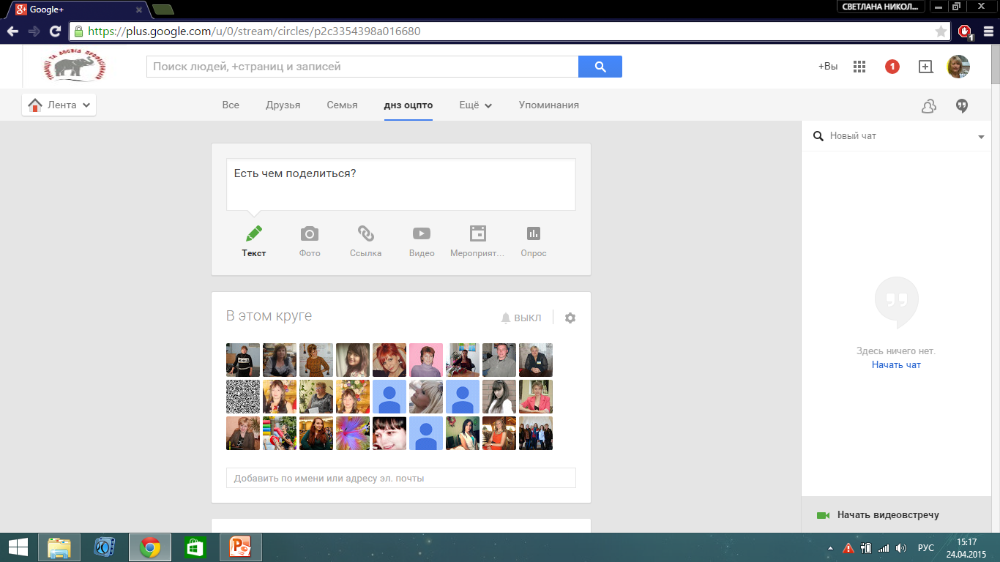 Google+
СВЕТЛАНА НИКОЛ...
https://plus.google.com/u/0/stream/circles/p2c3354398a016680
1
Поиск людей, +страниц и записей
+Вы
1
Лента
Все Друзья Семья днз оцпто Ещё Упоминания
Новый чат
Есть чем поделиться?
Текст Фото Ссылка Видео Мероприят... Опрос
В этом круге
ВЫКЛ
Здесь ничего нет.
Начать чат
Добавить по имени или адресу эл. почты
Начать видеовстречу
РУС
15:17
24.04.2015